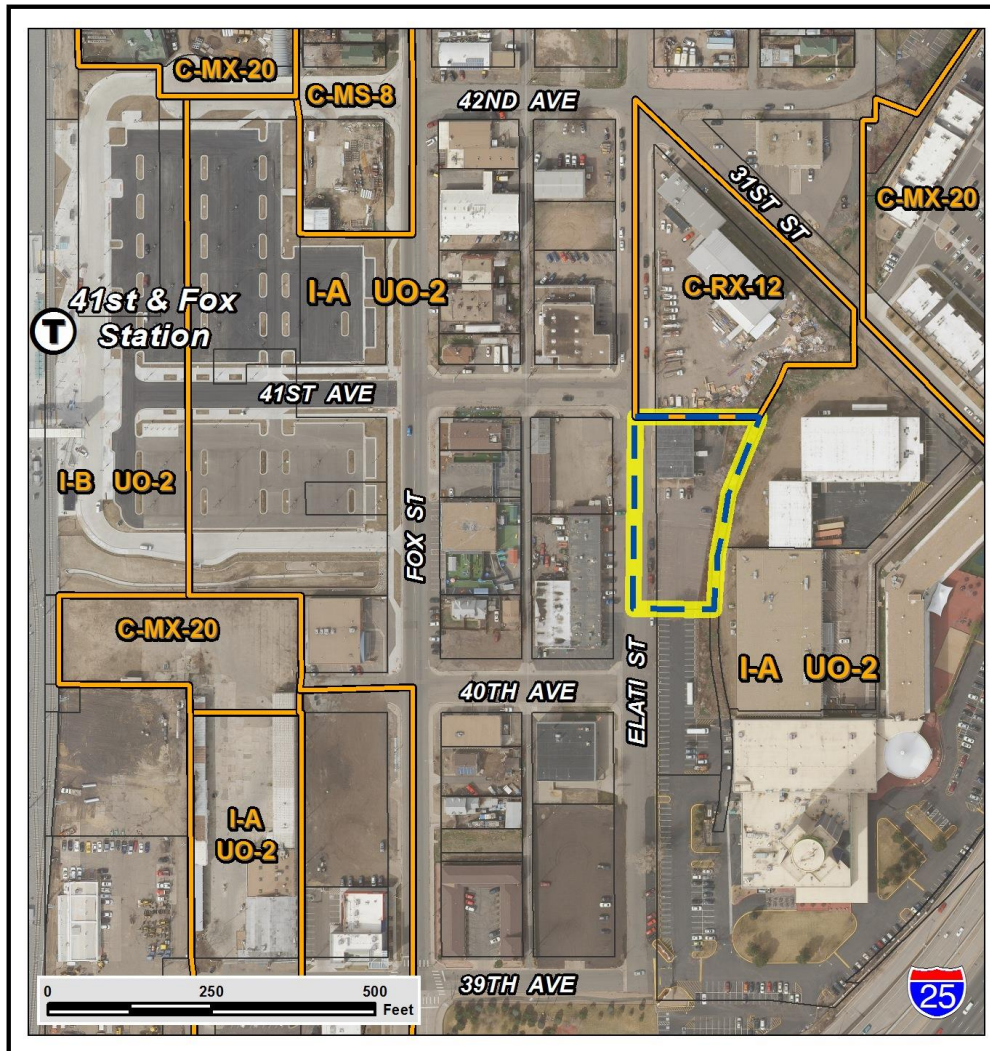 C-MX-20
C-MS-8
42ND AVE
31ST ST
C-MX-20
I-A UO-2
C-RX-12
T
41st & Fox
Station
41ST AVE
I-B UO-2
FOX ST
C-MX-20
ELATI ST
I-A UO-2
40TH AVE
I-A
UO-2
39TH AVE
0 250 500
Feet
25